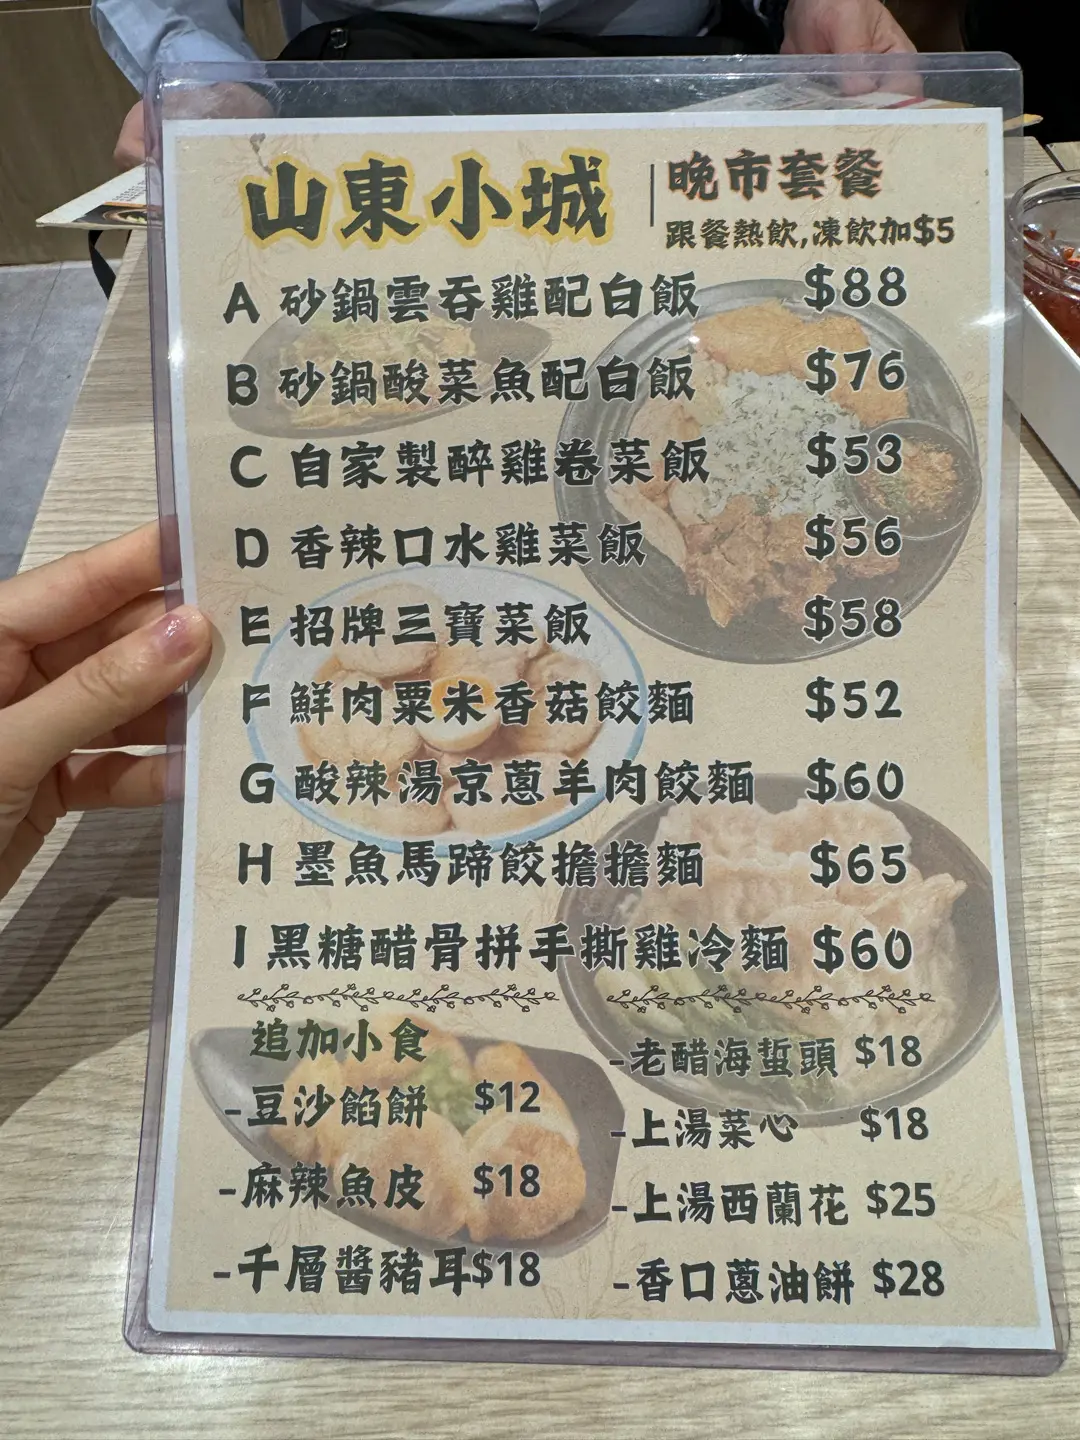 山東小城
晚市套餐
跟餐熱飲,凍飲加$5
A 砂鍋雲吞雞配白飯 $88
B 砂鍋酸菜魚配白飯 $76
C 自家製醉雞卷菜飯 $53
D 香辣口水雞菜飯 $56
E 招牌三寶菜飯 $58
F 鮮肉粟米香菇餃麵 $52
G 酸辣湯京蔥羊肉餃麵 $60
H 墨魚馬蹄餃擔擔麵 $65
I 黑糖醋骨拼手撕雞冷麵 $60
追加小食
-豆沙餡餅 $12
-麻辣魚皮 $18
-千層醬豬耳$18
-老醋海蜇頭 $18
-上湯菜心 $18
-上湯西蘭花 $25
-香口蔥油餅 $28